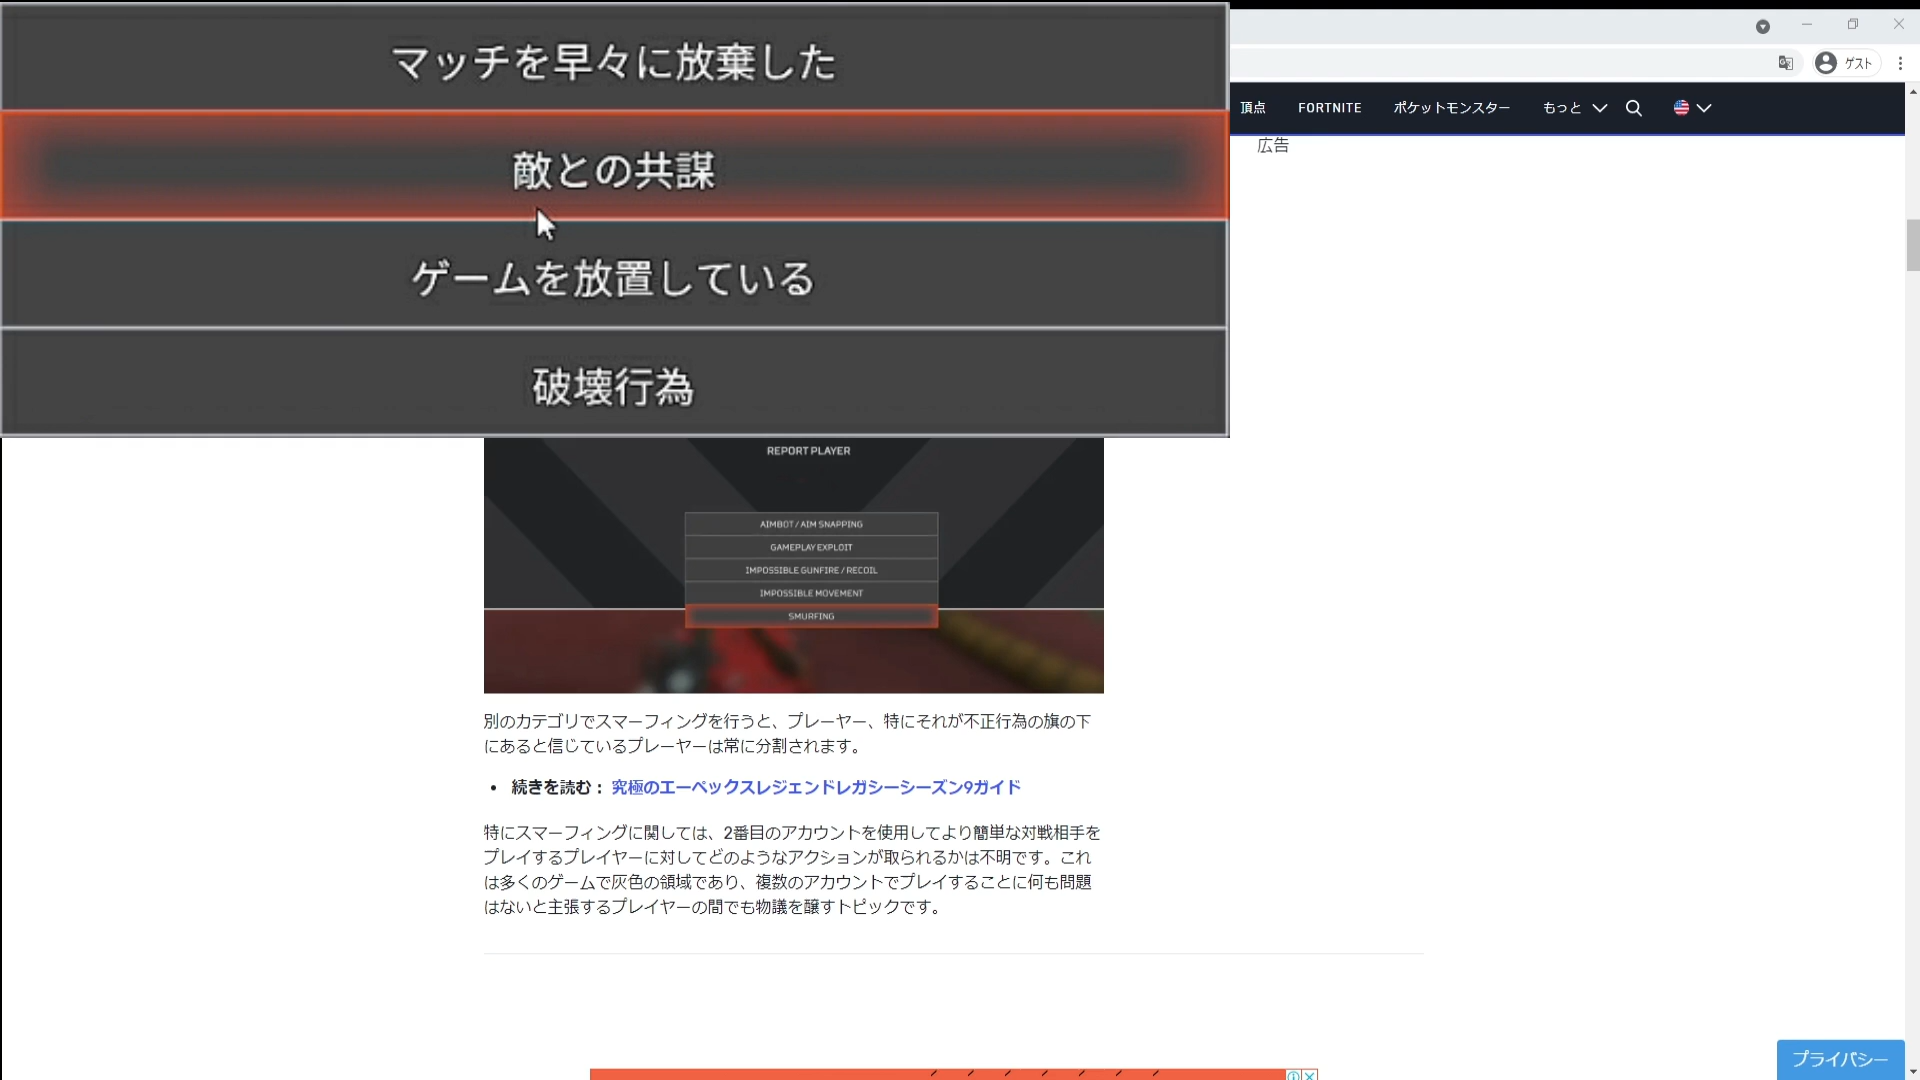 マッチを早々に放棄した
敵との共謀
ゲームを放置している
破壊行為
ゲスト
頂点 FORTNITE ポケットモンスター もっと
広告
REPORT PLAYER
AIMBOT / AIM SNAPPING
GAMEPLAY EXPLOIT
IMPOSSIBLE GUNFIRE / RECOIL
IMPOSSIBLE MOVEMENT
SMURFING
別のカテゴリでスマーフィングを行うと、プレーヤー、特にそれが不正行為の旗の下
にあると信じているプレーヤーは常に分割されます。
• 続きを読む： 究極のエーペックスレジェンドレガシーシーズン9ガイド
特にスマーフィングに関しては、2番目のアカウントを使用してより簡単な対戦相手を
プレイするプレイヤーに対してどのようなアクションが取られるかは不明です。これ
は多くのゲームで灰色の領域であり、複数のアカウントでプレイすることに何も問題
はないと主張するプレイヤーの間でも物議を醸すトピックです。
プライバシー